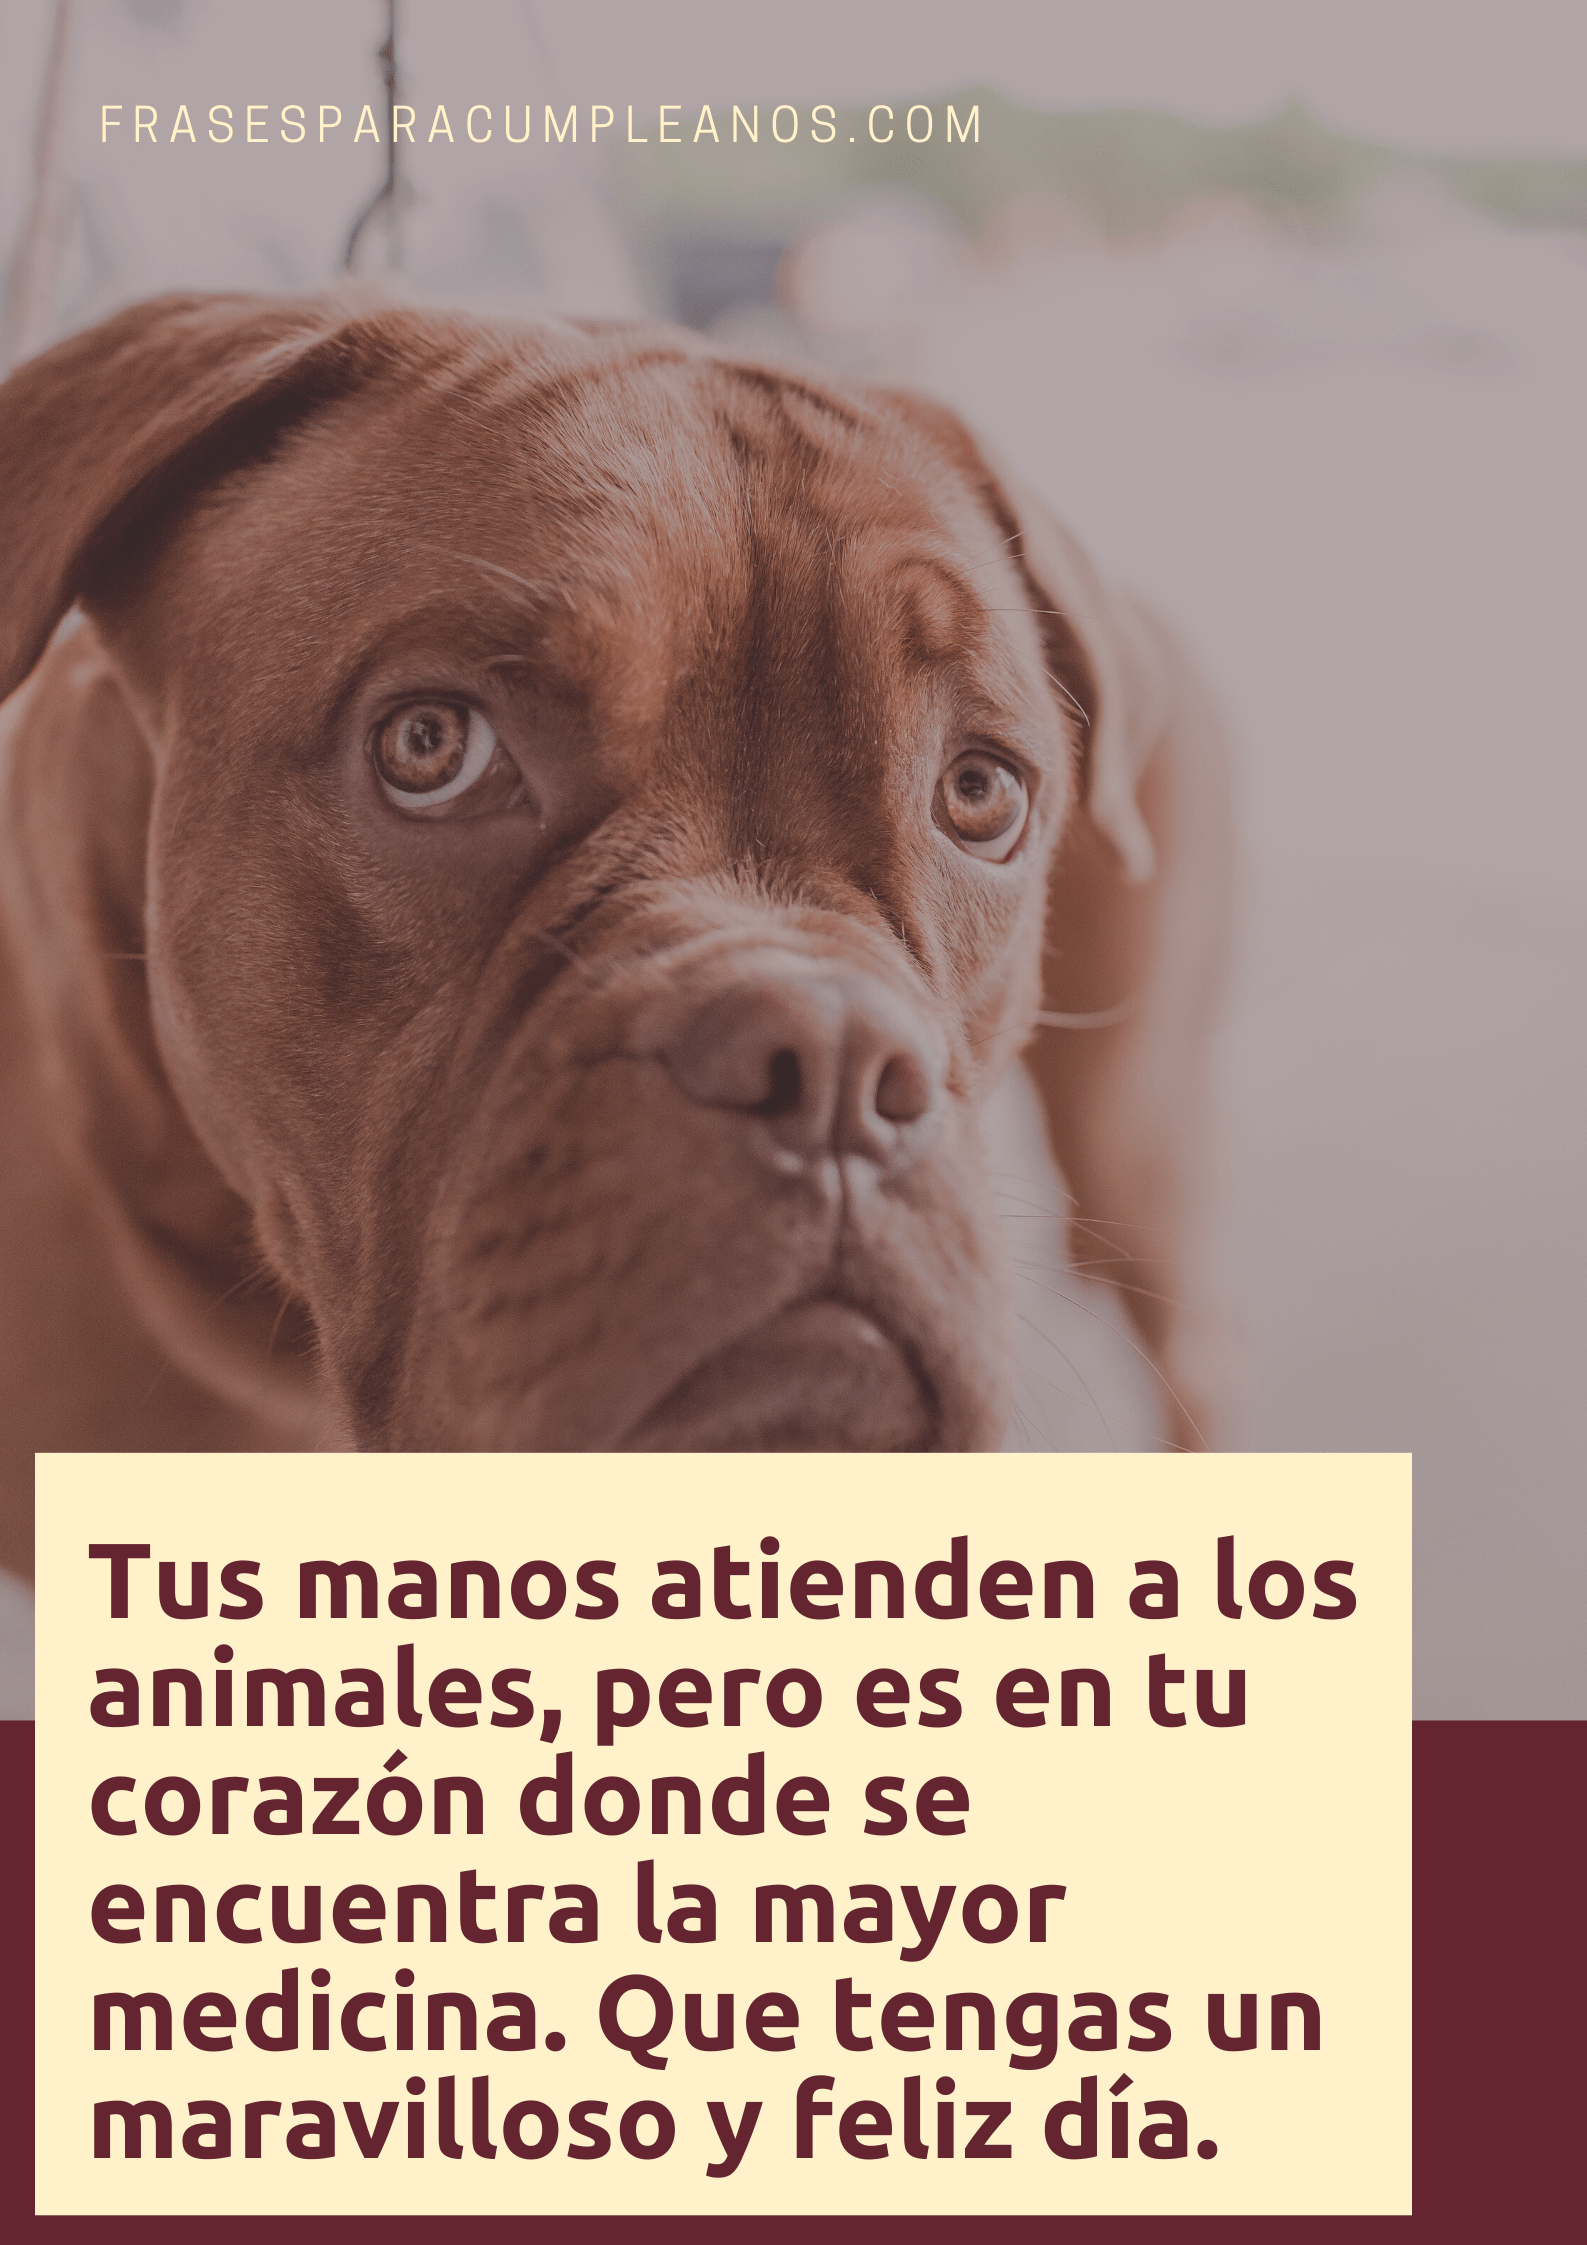 FRASESPARACUMPLEANOS.COM
Tus manos atienden a los
animales, pero es en tu
corazón donde se
encuentra la mayor
medicina. Que tengas un
maravilloso y feliz día.